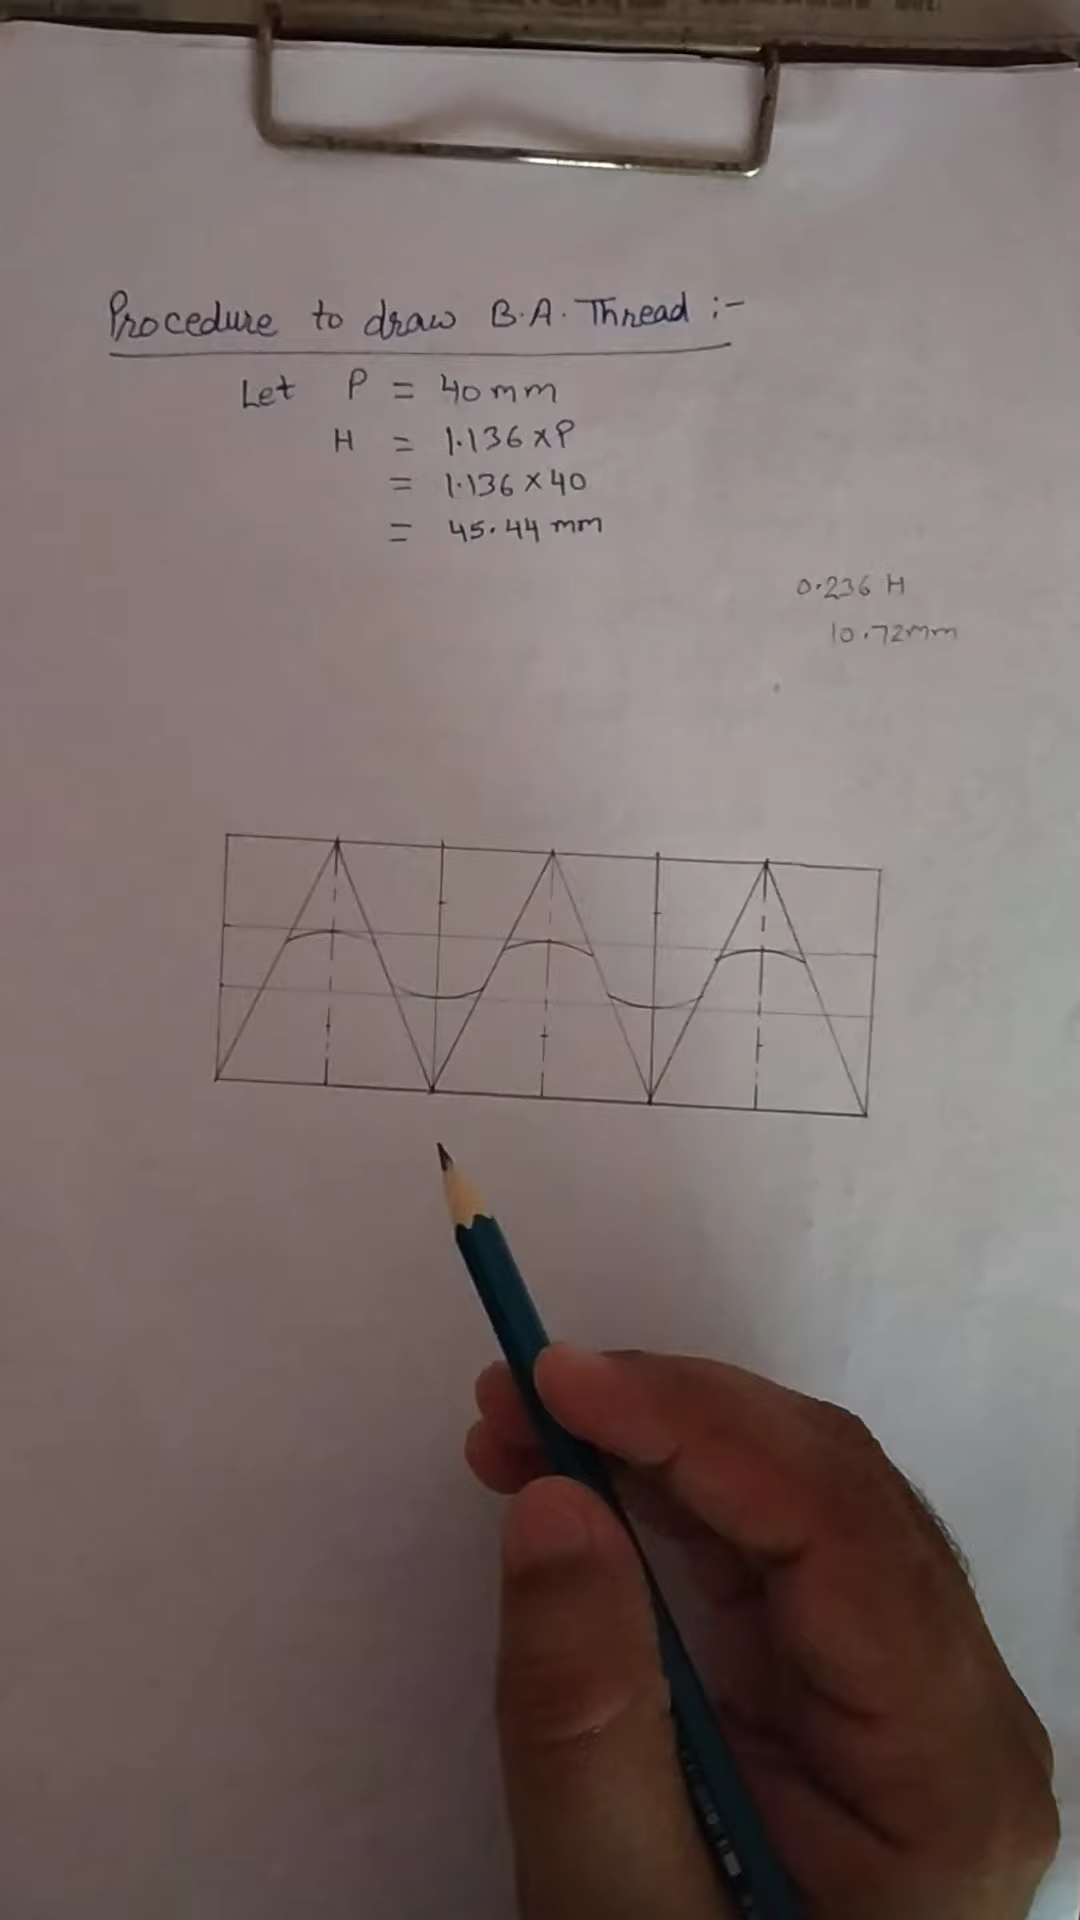 Procedure to draw B.A. Thread :-
Let P = 40mm
H = 1.136 x P
= 1.136 x 40
= 45.44 mm
0.236 H
10.72mm